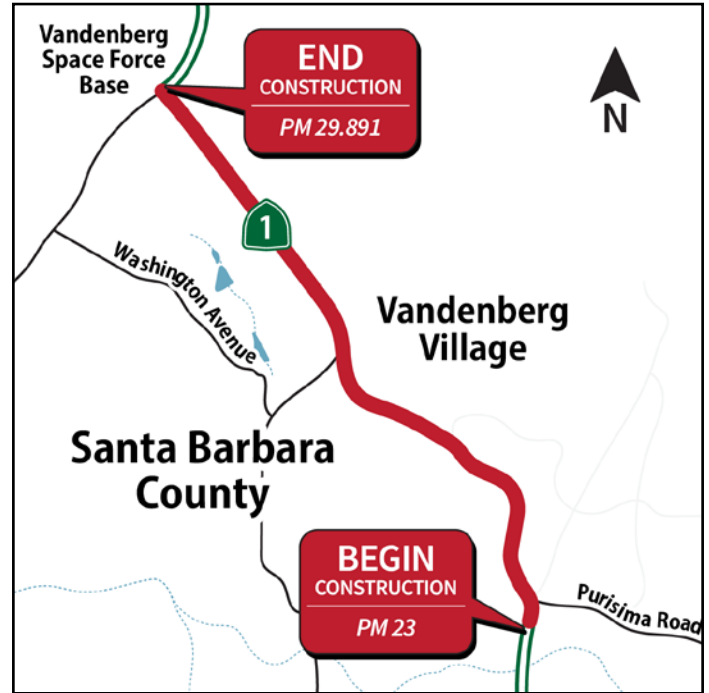 Vandenberg
Space Force
Base
END
CONSTRUCTION
PM 29.891
N
1
Washington Avenue
Vandenberg
Village
Santa Barbara
County
BEGIN
CONSTRUCTION
PM 23
Purisima Road